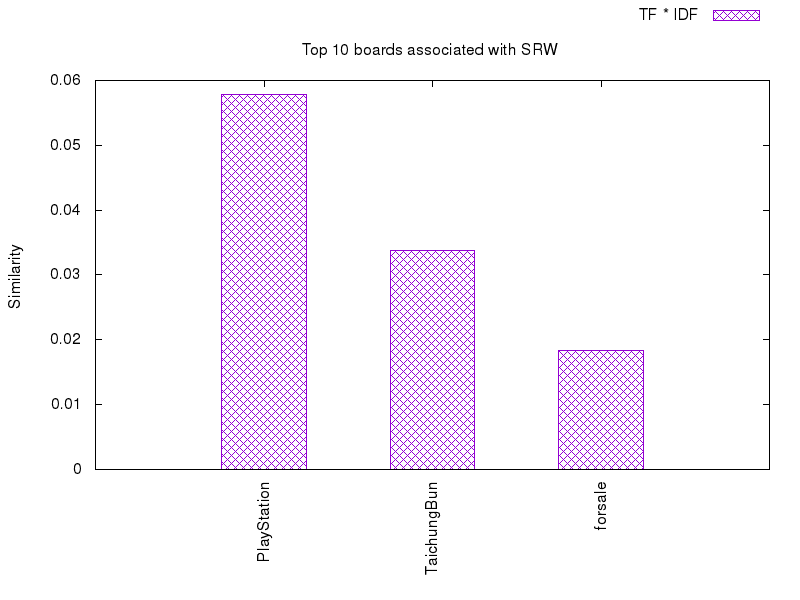 TF * IDF
Top 10 boards associated with SRW
0.06
0.05
0.04
0.03
0.02
0.01
0
Similarity
PlayStation
TaichungBun
forsale